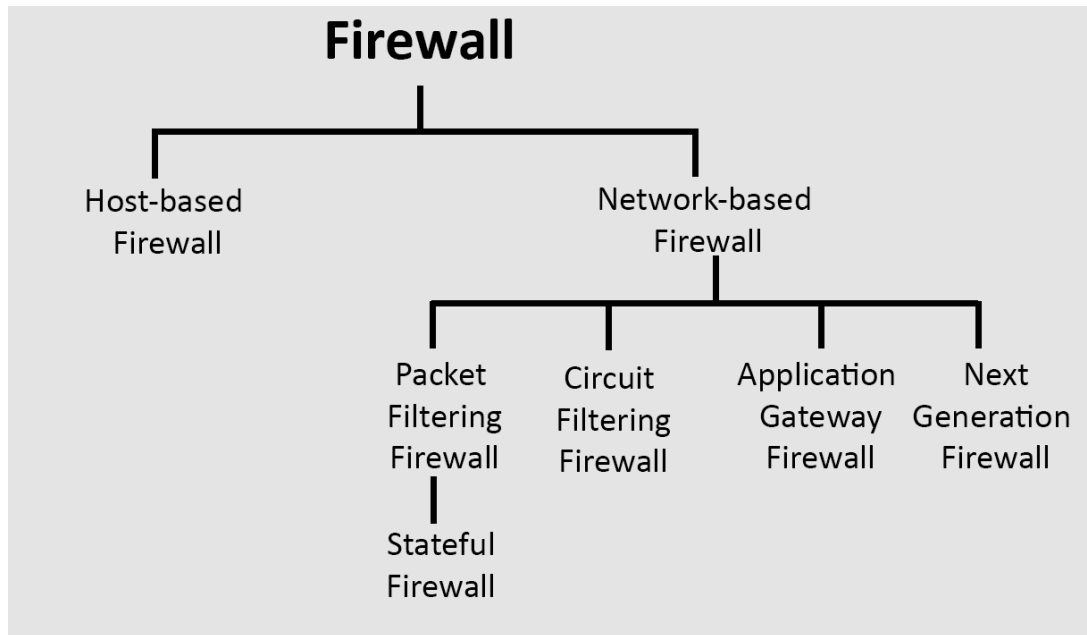 Firewall
Host-based
Firewall
Network-based
Firewall
Packet
Filtering
Firewall
Circuit
Filtering
Firewall
Application
Gateway
Firewall
Next
Generation
Firewall
Stateful
Firewall